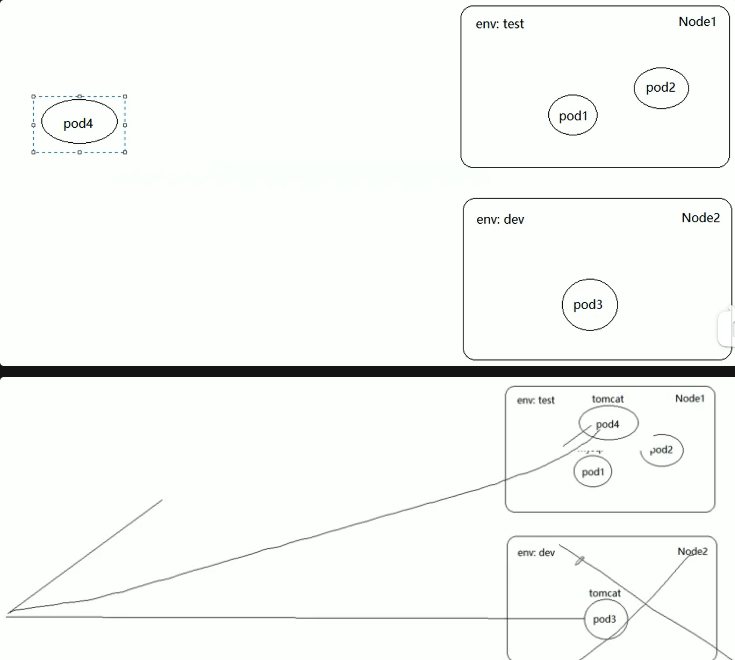 env: test
Node1
pod2
pod1
pod4
env: dev
Node2
pod3
env: test
tomcat
Node1
pod4
pod2
pod1
env: dev
Node2
tomcat
pod3